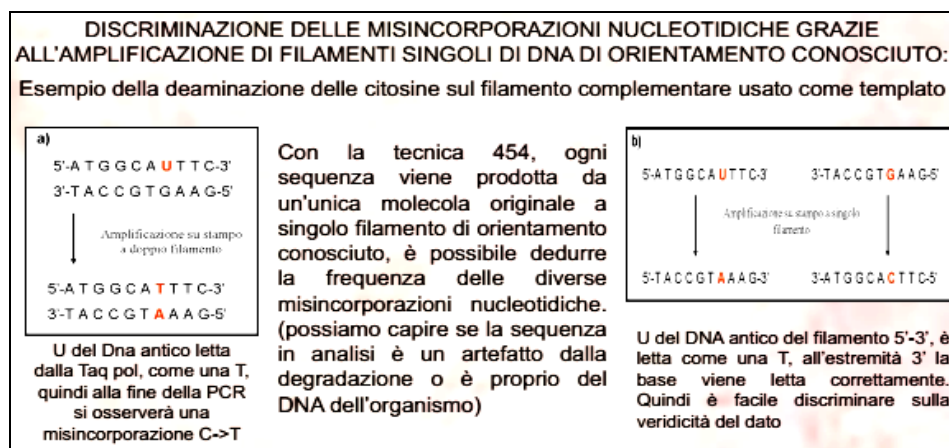 DISCRIMINAZIONE DELLE MISINCORPORAZIONI NUCLEOTIDICHE GRAZIE
ALL'AMPLIFICAZIONE DI FILAMENTI SINGOLI DI DNA DI ORIENTAMENTO CONOSCIUTO:
Esempio della deaminazione delle citosine sul filamento complementare usato come templato
a)
5'-A T G G C A U T T C-3'
3'-T A C C G T G A A G-5'
Amplificazione su stampo
a doppio filamento
5'-A T G G C A T T T C-3'
3'-T A C C G T A A A G-5'
U del Dna antico letta
dalla Taq pol, come una T,
quindi alla fine della PCR
si osserverà una
misincorporazione C->T
Con la tecnica 454, ogni
sequenza viene prodotta da
un'unica molecola originale a
singolo filamento di orientamento
conosciuto, è possibile dedurre
la frequenza delle diverse
misincorporazioni nucleotidiche.
(possiamo capire se la sequenza
in analisi è un artefatto dalla
degradazione o è proprio del
DNA dell'organismo)
b)
5'-A T G G C A U T T C-3' 3'-T A C C G T G A A G-5'
Amplificazione su stampo a singolo
filamento
5'-T A C C G T A A A G-3' 3'-A T G G C A C T T C-5'
U del DNA antico del filamento 5'-3', è
letta come una T, all'estremità 3' la
base viene letta correttamente.
Quindi è facile discriminare sulla
veridicità del dato